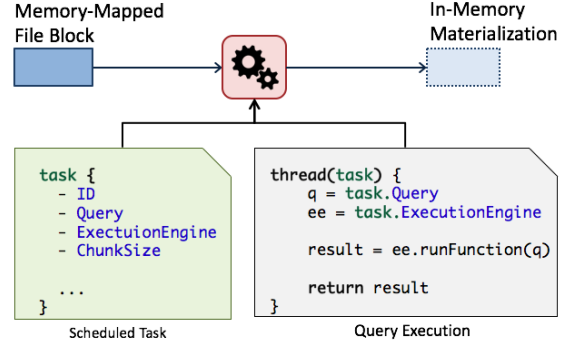 Memory-Mapped
File Block
In-Memory
Materialization
task {
- ID
- Query
- ExectuionEngine
- ChunkSize
...
}
Scheduled Task
thread(task) {
q = task.Query
ee = task.ExecutionEngine
result = ee.runFunction(q)
return result
}
Query Execution